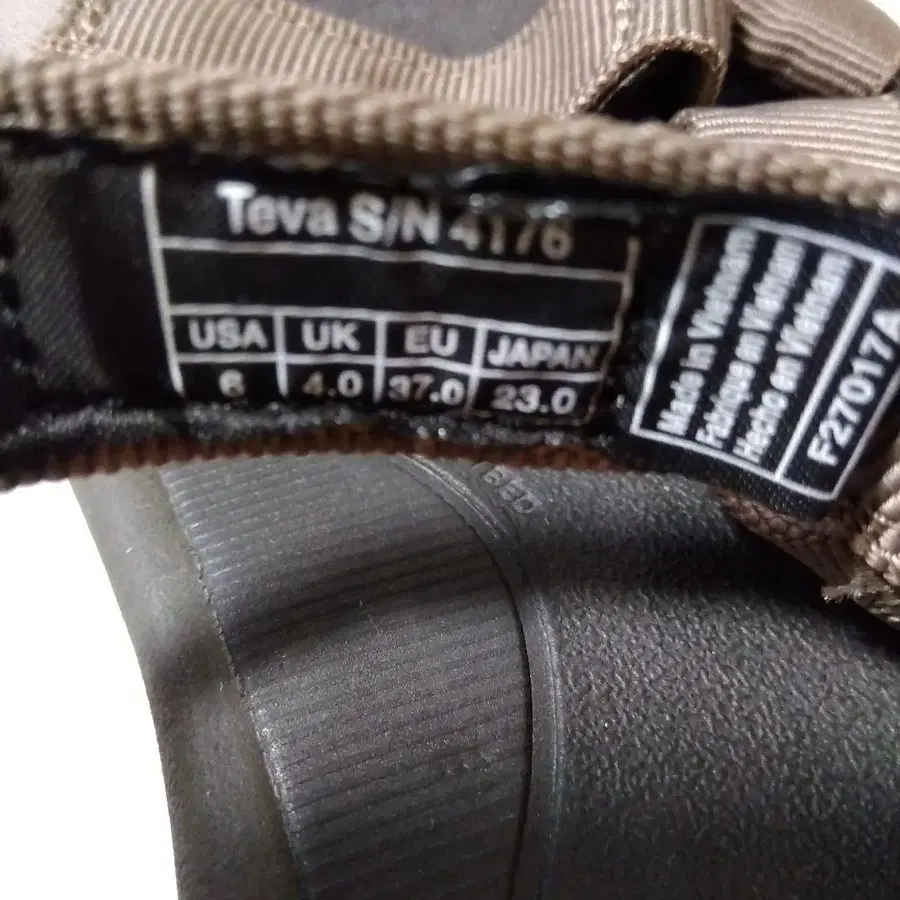 Teva S/N 4176
USA UK EU JAPAN
6 4.0 37.0 23.0
Made in Vietnam
Fabrique en Vietnam
Hecho en Vietnam
F27017A